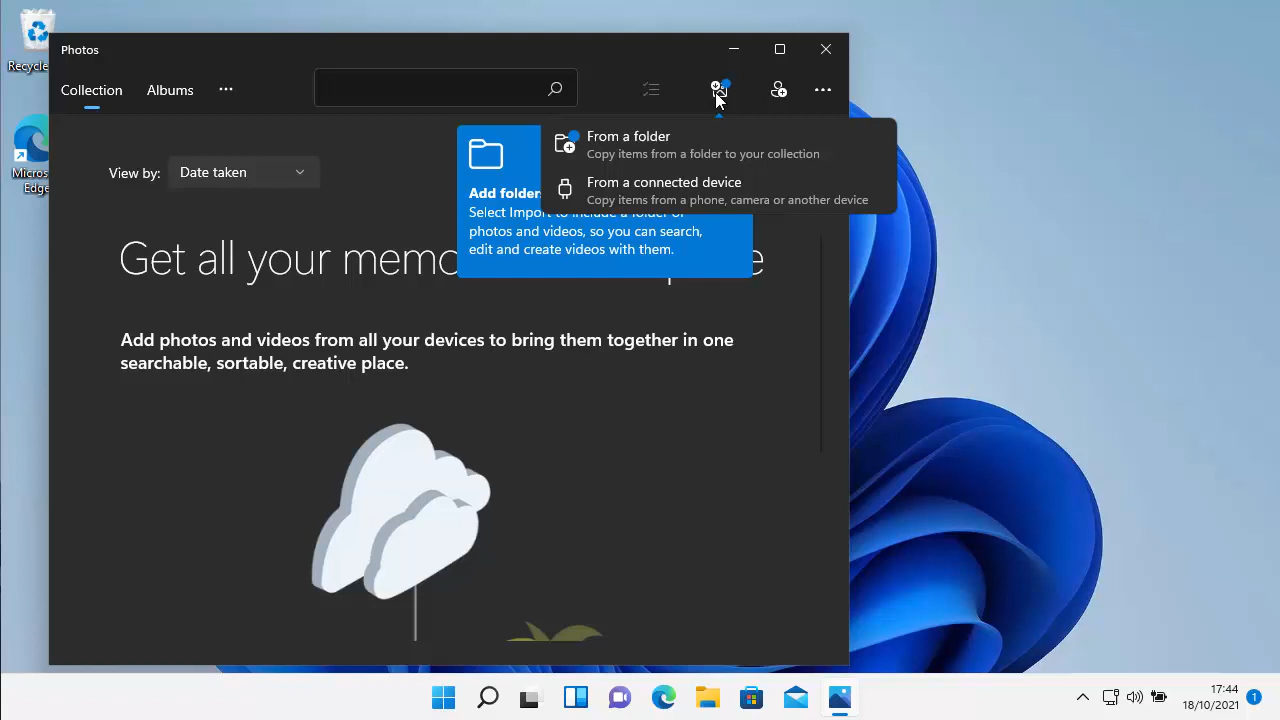 Recycle
Micros
Edge
Photos
Collection
Albums
From a folder
Copy items from a folder to your collection
From a connected device
Copy items from a phone, camera or another device
Add folder
Select Import to include a folder of
photos and videos, so you can search,
edit and create videos with them.
View by:
Date taken
Get all your
Add photos and videos from all your devices to bring them together in one
searchable, sortable, creative place.
17:44
18/10/2021
1